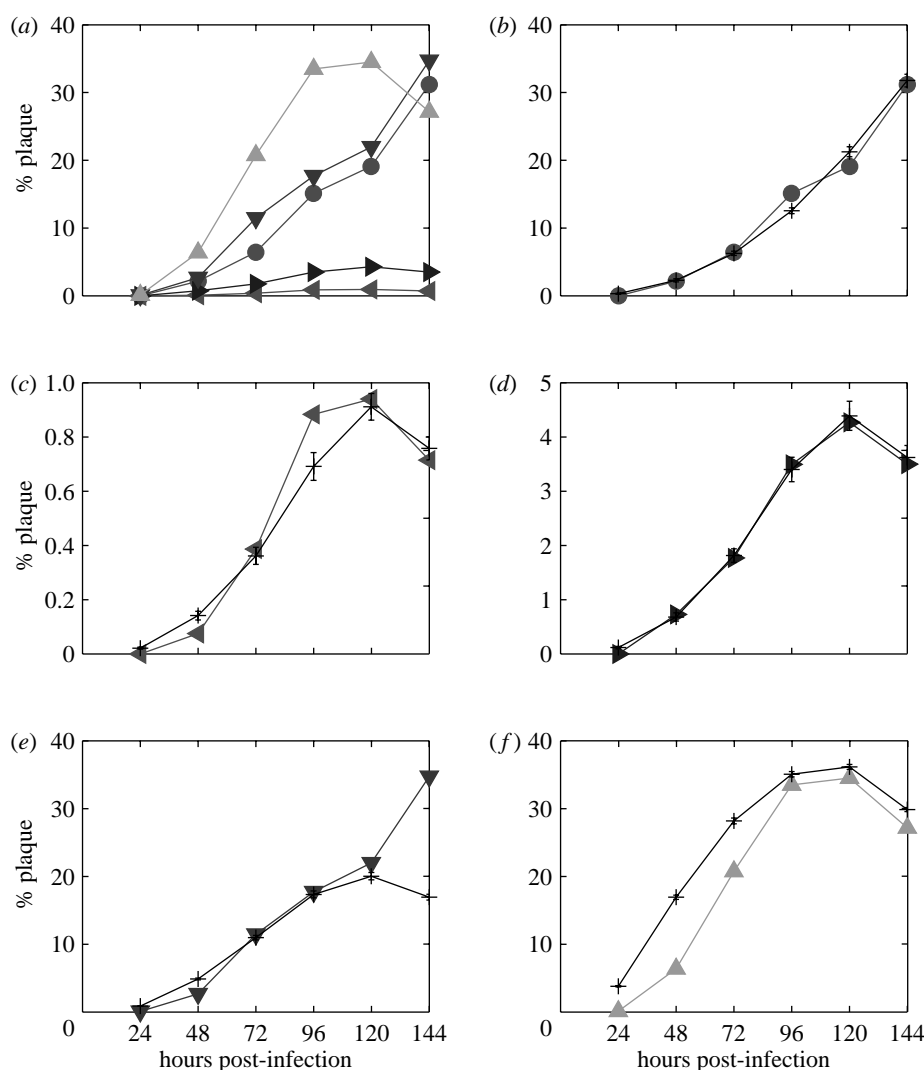 (a) (b)
40 40
30 30
20 20
10 10
0 0
% plaque
(c) (d)
1.0 5
0.8 4
0.6 3
0.4 2
0.2 1
0 0
% plaque
(e) (f)
40 40
30 30
20 20
10 10
0 0
% plaque
24 48 72 96 120 144 24 48 72 96 120 144
hours post-infection hours post-infection